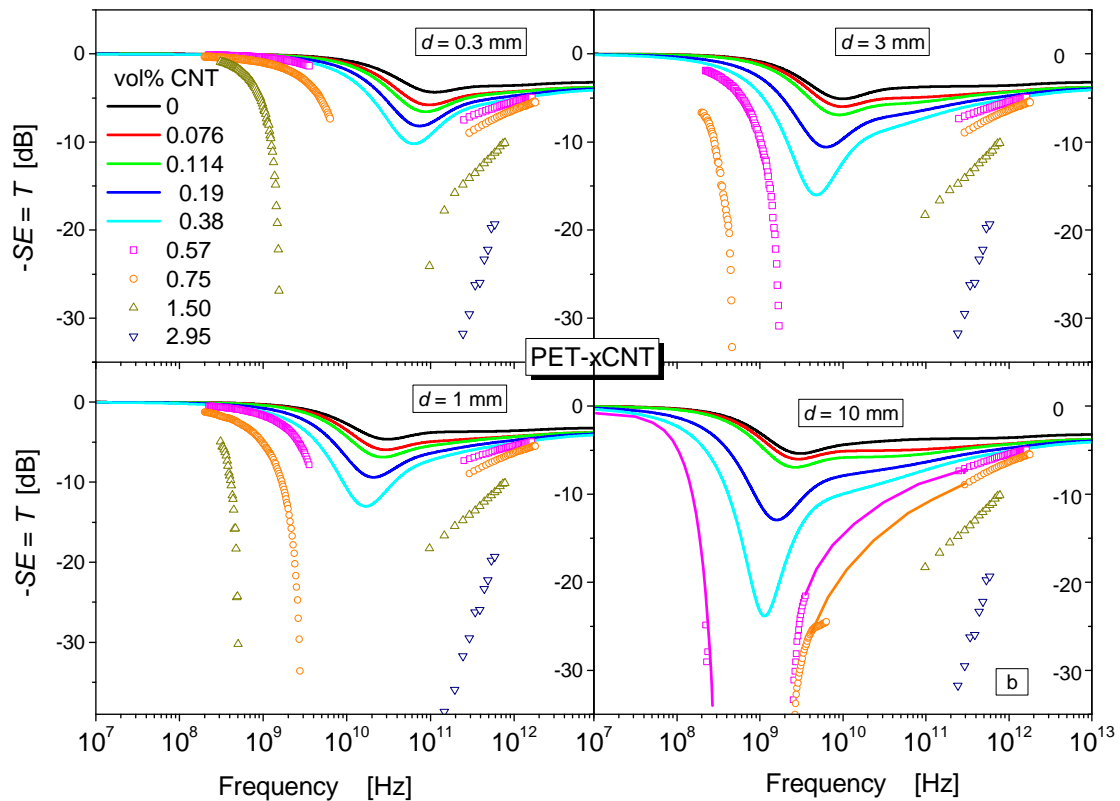 d = 0.3 mm
d = 3 mm
0
-10
-20
-30
-SE = T [dB]
vol% CNT
0
0.076
0.114
0.19
0.38
0.57
0.75
1.50
2.95
0
-10
-20
-30
PET-xCNT
d = 1 mm
d = 10 mm
0
-10
-20
-30
-SE = T [dB]
0
-10
-20
-30
b
10^7 10^8 10^9 10^10 10^11 10^12 10^7 10^8 10^9 10^10 10^11 10^12 10^13
Frequency [Hz] Frequency [Hz]